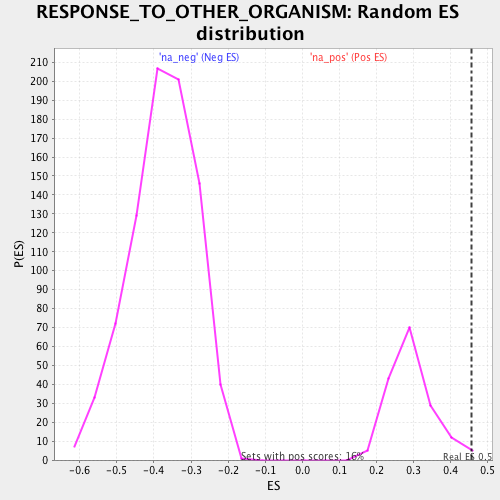 RESPONSE_TO_OTHER_ORGANISM: Random ES
distribution
'na_neg' (Neg ES)
'na_pos' (Pos ES)
P(ES)
210
200
190
180
170
160
150
140
130
120
110
100
90
80
70
60
50
40
30
20
10
0
Sets with pos scores: 16%
Real ES 0.5
-0.6 -0.5 -0.4 -0.3 -0.2 -0.1 0.0 0.1 0.2 0.3 0.4 0.5
ES